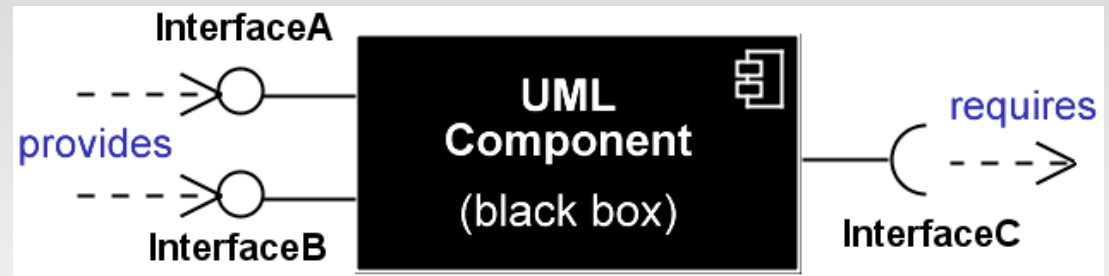 InterfaceA
provides
InterfaceB
UML
Component
(black box)
requires
InterfaceC